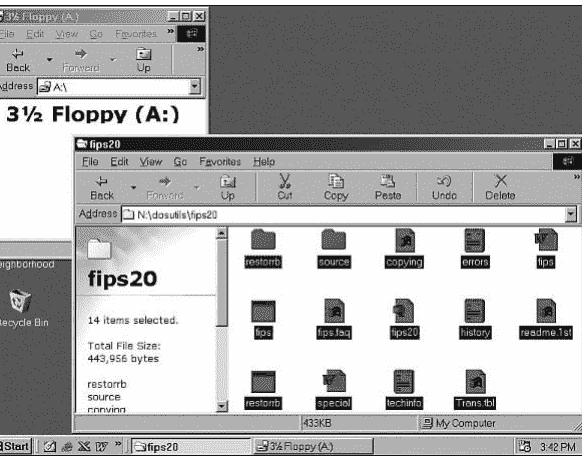 3½ Floppy (A:)
File Edit View Go Favorites »
Back Forward Up »
Address A:\
3½ Floppy (A:)
fips20
File Edit View Go Favorites Help
Back Forward Up Cut Copy Paste Undo Delete »
Address N:\dosutils\fips20
fips20
14 items selected.
Total File Size:
443,956 bytes
restorrb
source
copying
restorrb source copying errors fips
fips fips.faq fips20 history readme.1st
restorrb special techinfo Trans.tbl
433KB My Computer
eighborhood
Recycle Bin
Start » fips20 3½ Floppy (A:) 3:42 PM